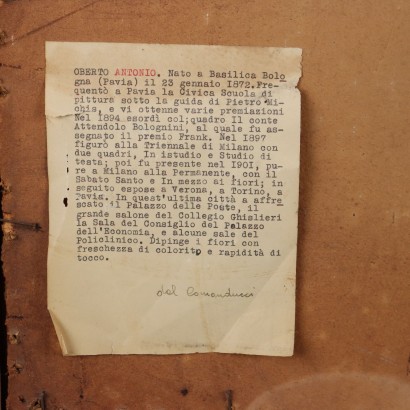 OBERTO ANTONIO. Nato a Basilica Bolo
gna (Pavia) il 23 gennaio 1872.Fre-
quentò a Pavia la Civica Scuola di
pittura sotto la guida di Pietro Mi-
chis, e vi ottenne varie premiazioni
Nel 1894 esordì col;quadro Il conte
Attendolo Bolognini, al quale fu as-
segnato il premio Frank. Nel 1897
figurò alla Triennale di Milano con
due quadri, In istudio e Studio di
testa; poi fu presente nel 1901, pu-
re a Milano alla Permanente, con il
Sabato Santo e In mezzo ai fiori; in
seguito espose a Verona, a Torino, a
Pavia. In quest'ultima città a affre
scato il Palazzo delle Poste, il
grande salone del Collegio Ghislieri
la Sala del Consiglio del Palazzo
dell'Economia, e alcune sale del
Policlinico. Dipinge i fiori con
freschezza di colorito e rapidità di
tocco.
dal Comanducci